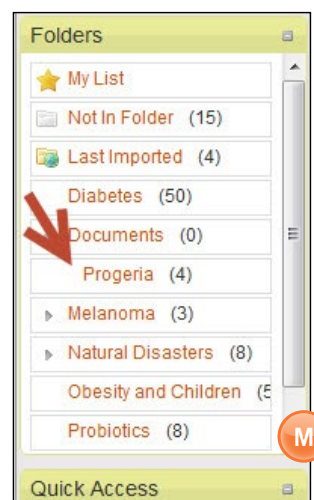 Folders
My List
Not In Folder (15)
Last Imported (4)
Diabetes (50)
Documents (0)
Progeria (4)
Melanoma (3)
Natural Disasters (8)
Obesity and Children (5
Probiotics (8)
M
Quick Access